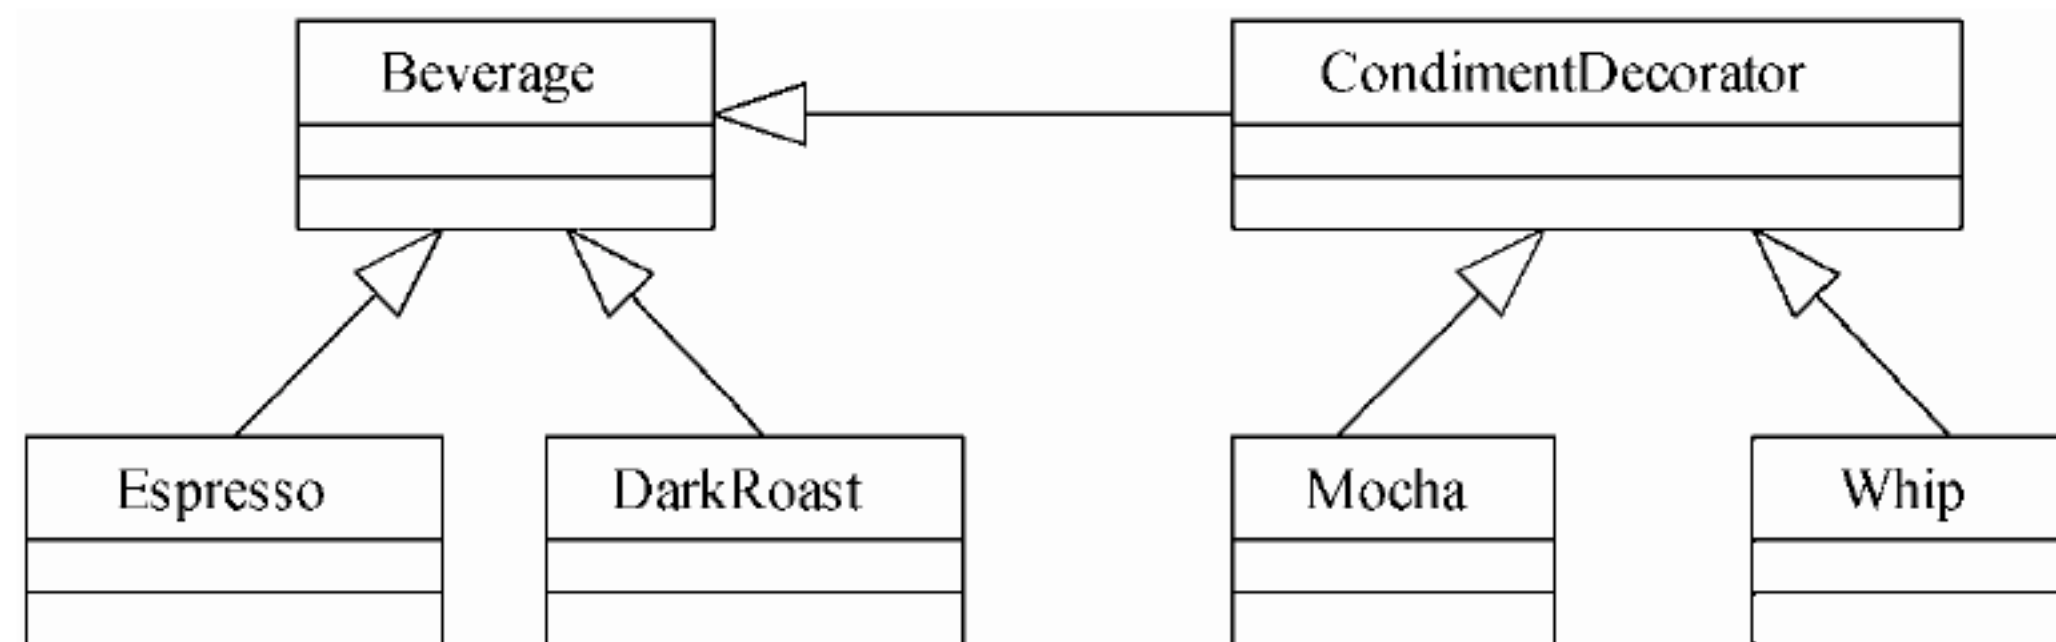 Beverage
CondimentDecorator
Espresso
DarkRoast
Mocha
Whip